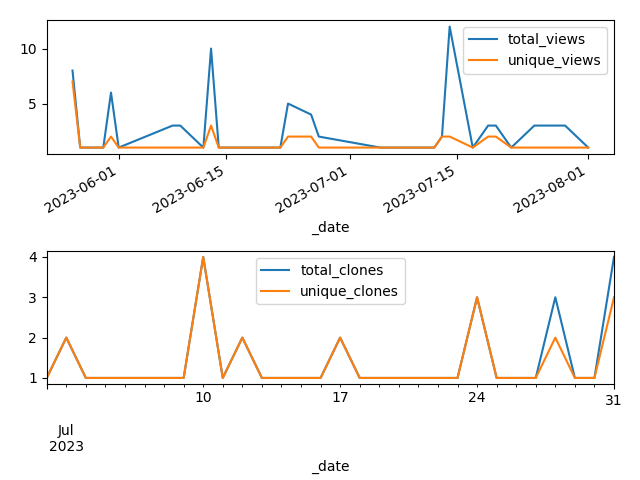 10
5
total_views
unique_views
2023-06-01
2023-06-15
2023-07-01
2023-07-15
2023-08-01
_date
4
3
2
1
total_clones
unique_clones
10
17
24
31
Jul
2023
_date